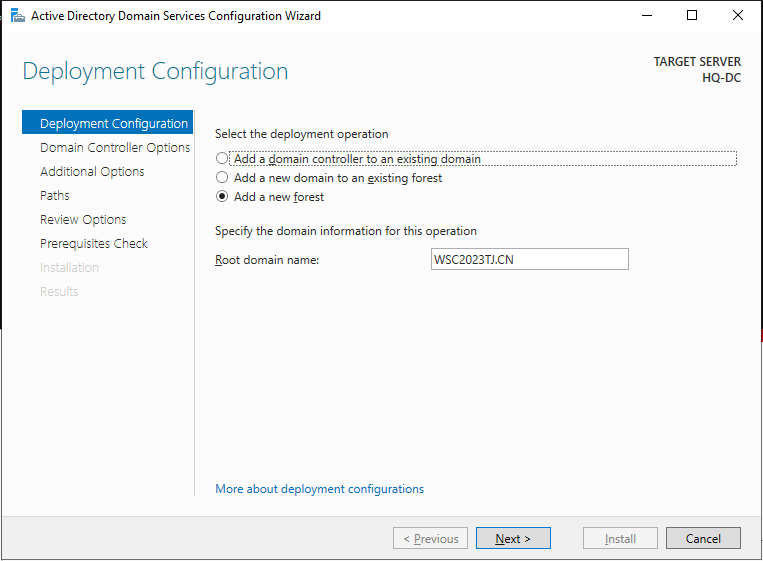 Active Directory Domain Services Configuration Wizard
Deployment Configuration
TARGET SERVER
HQ-DC
Deployment Configuration
Domain Controller Options
Additional Options
Paths
Review Options
Prerequisites Check
Installation
Results
Select the deployment operation
Add a domain controller to an existing domain
Add a new domain to an existing forest
Add a new forest
Specify the domain information for this operation
Root domain name:
WSC2023TJ.CN
More about deployment configurations
< Previous
Next >
Install
Cancel